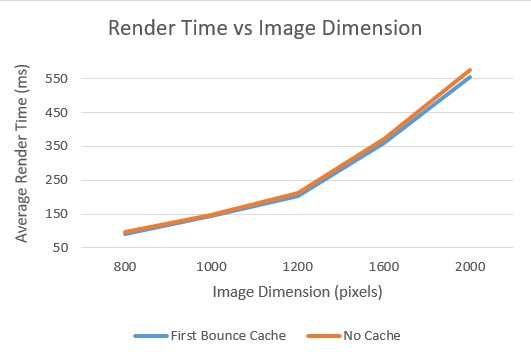 Render Time vs Image Dimension
Average Render Time (ms)
550
450
350
250
150
50
800 1000 1200 1600 2000
Image Dimension (pixels)
First Bounce Cache No Cache